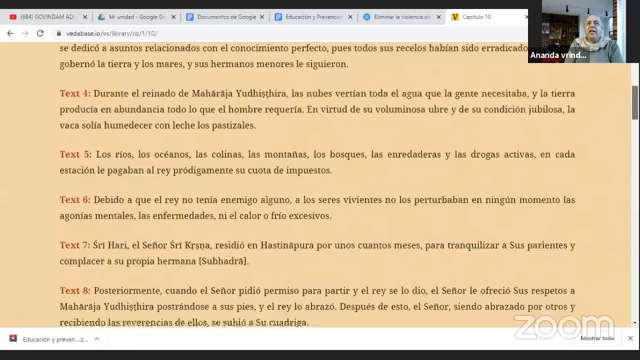 (684) GOVINDAM AD
Mi unidad - Google D
Documentos de Google
Educación y Prevención
Eliminar la violencia de
Capítulo 10
vedabase.io/es/library/sb/1/10/
se dedicó a asuntos relacionados con el conocimiento perfecto, pues todos sus recelos habían sido erradicado
gobernó la tierra y los mares, y sus hermanos menores le siguieron.
Ananda vrind...
Text 4: Durante el reinado de Mahārāja Yudhiṣṭhira, las nubes vertían toda el agua que la gente necesitaba, y la tierra
producía en abundancia todo lo que el hombre requería. En virtud de su voluminosa ubre y de su condición jubilosa, la
vaca solía humedecer con leche los pastizales.
Text 5: Los ríos, los océanos, las colinas, las montañas, los bosques, las enredaderas y las drogas activas, en cada
estación le pagaban al rey pródigamente su cuota de impuestos.
Text 6: Debido a que el rey no tenía enemigo alguno, a los seres vivientes no los perturbaban en ningún momento las
agonías mentales, las enfermedades, ni el calor o frío excesivos.
Text 7: Śrī Hari, el Señor Śrī Kṛṣṇa, residió en Hastināpura por unos cuantos meses, para tranquilizar a Sus parientes y
complacer a su propia hermana [Subhadrā].
Text 8: Posteriormente, cuando el Señor pidió permiso para partir y el rey se lo dio, el Señor le ofreció Sus respetos a
Mahārāja Yudhiṣṭhira postrándose a sus pies, y el rey lo abrazó. Después de esto, el Señor, siendo abrazado por otros y
recibiendo las reverencias de ellos, se subió a Su cuadriga.
zoom
Educación y preven....z...
Mostrar todo